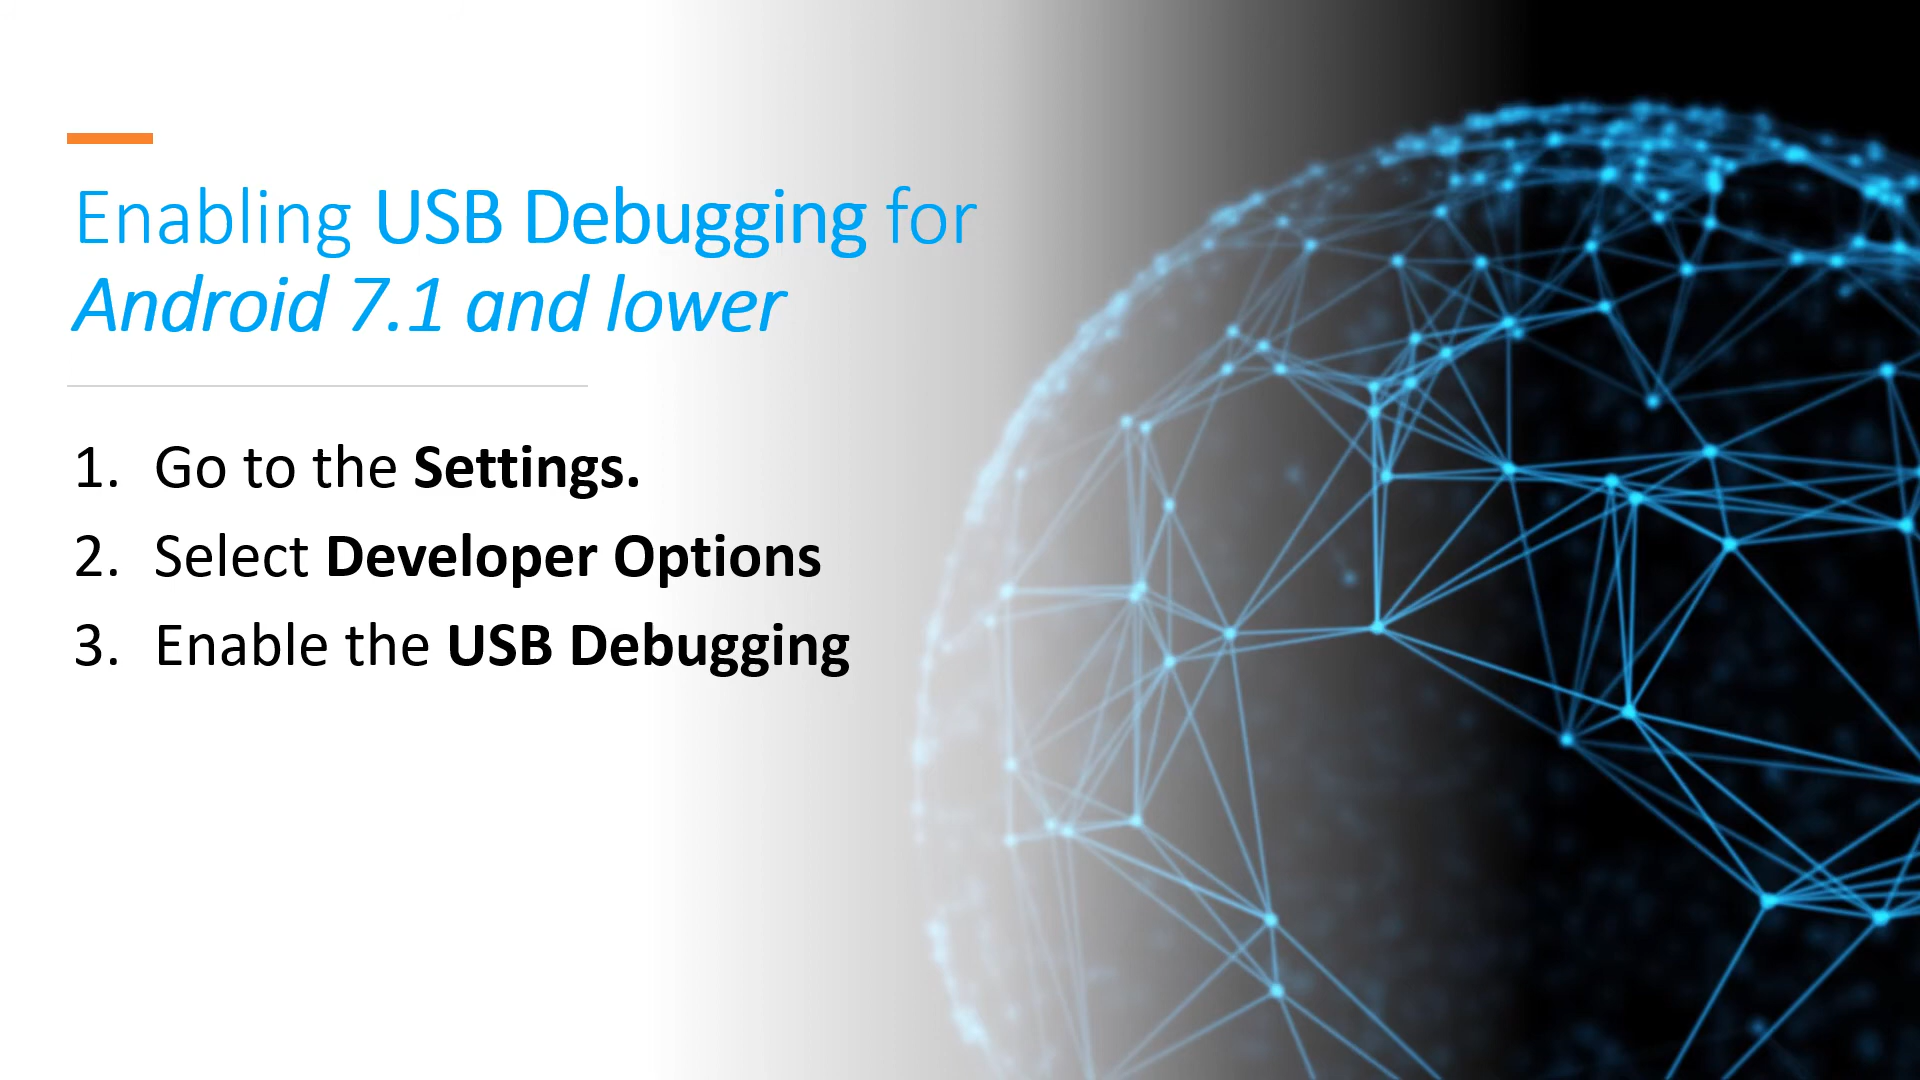 Enabling USB Debugging for
Android 7.1 and lower
1. Go to the Settings.
2. Select Developer Options
3. Enable the USB Debugging